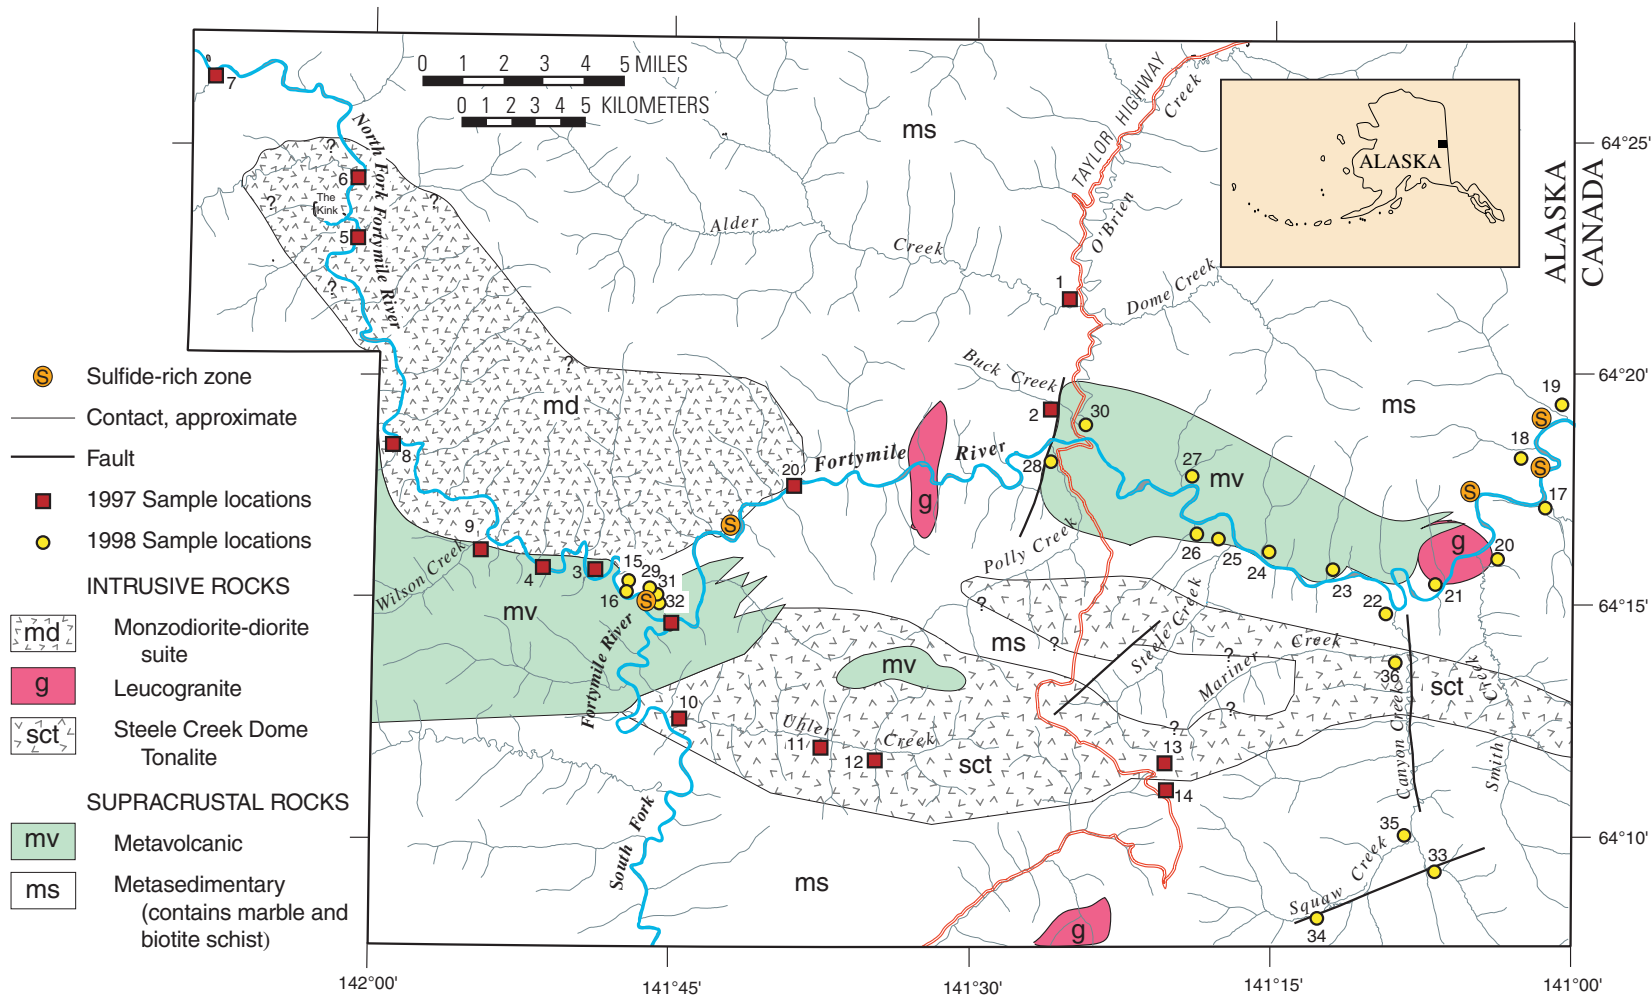 0 1 2 3 4 5 MILES
0 1 2 3 4 5 KILOMETERS
7
North Fork Fortymile River
?
6
The
Kink
?
?
5
?
?
ms
TAYLOR HIGHWAY
O'Brien Creek
Alder Creek
1
Dome Creek
ALASKA
ALASKA
CANADA
64°25'
64°20'
64°15'
64°10'
Buck Creek
2
30
28
md
8
9
20
Fortymile River
g
27
mv
ms
19
S
18
S
S
17
S
Wilson Creek
4
3
15
29
31
16
S
32
mv
Polly Creek
26
25
24
23
22
g
20
21
Fortymile River
?
ms
?
Steele Creek
Mariner Creek
?
?
?
36
sct
Canyon Creek
Smith Creek
mv
10
Uhler Creek
11
12
sct
13
14
South Fork
ms
g
35
33
Squaw Creek
34
142°00'
141°45'
141°30'
141°15'
141°00'
S Sulfide-rich zone
Contact, approximate
Fault
1997 Sample locations
1998 Sample locations
INTRUSIVE ROCKS
md Monzodiorite-diorite
suite
g Leucogranite
sct Steele Creek Dome
Tonalite
SUPRACRUSTAL ROCKS
mv Metavolcanic
ms Metasedimentary
(contains marble and
biotite schist)